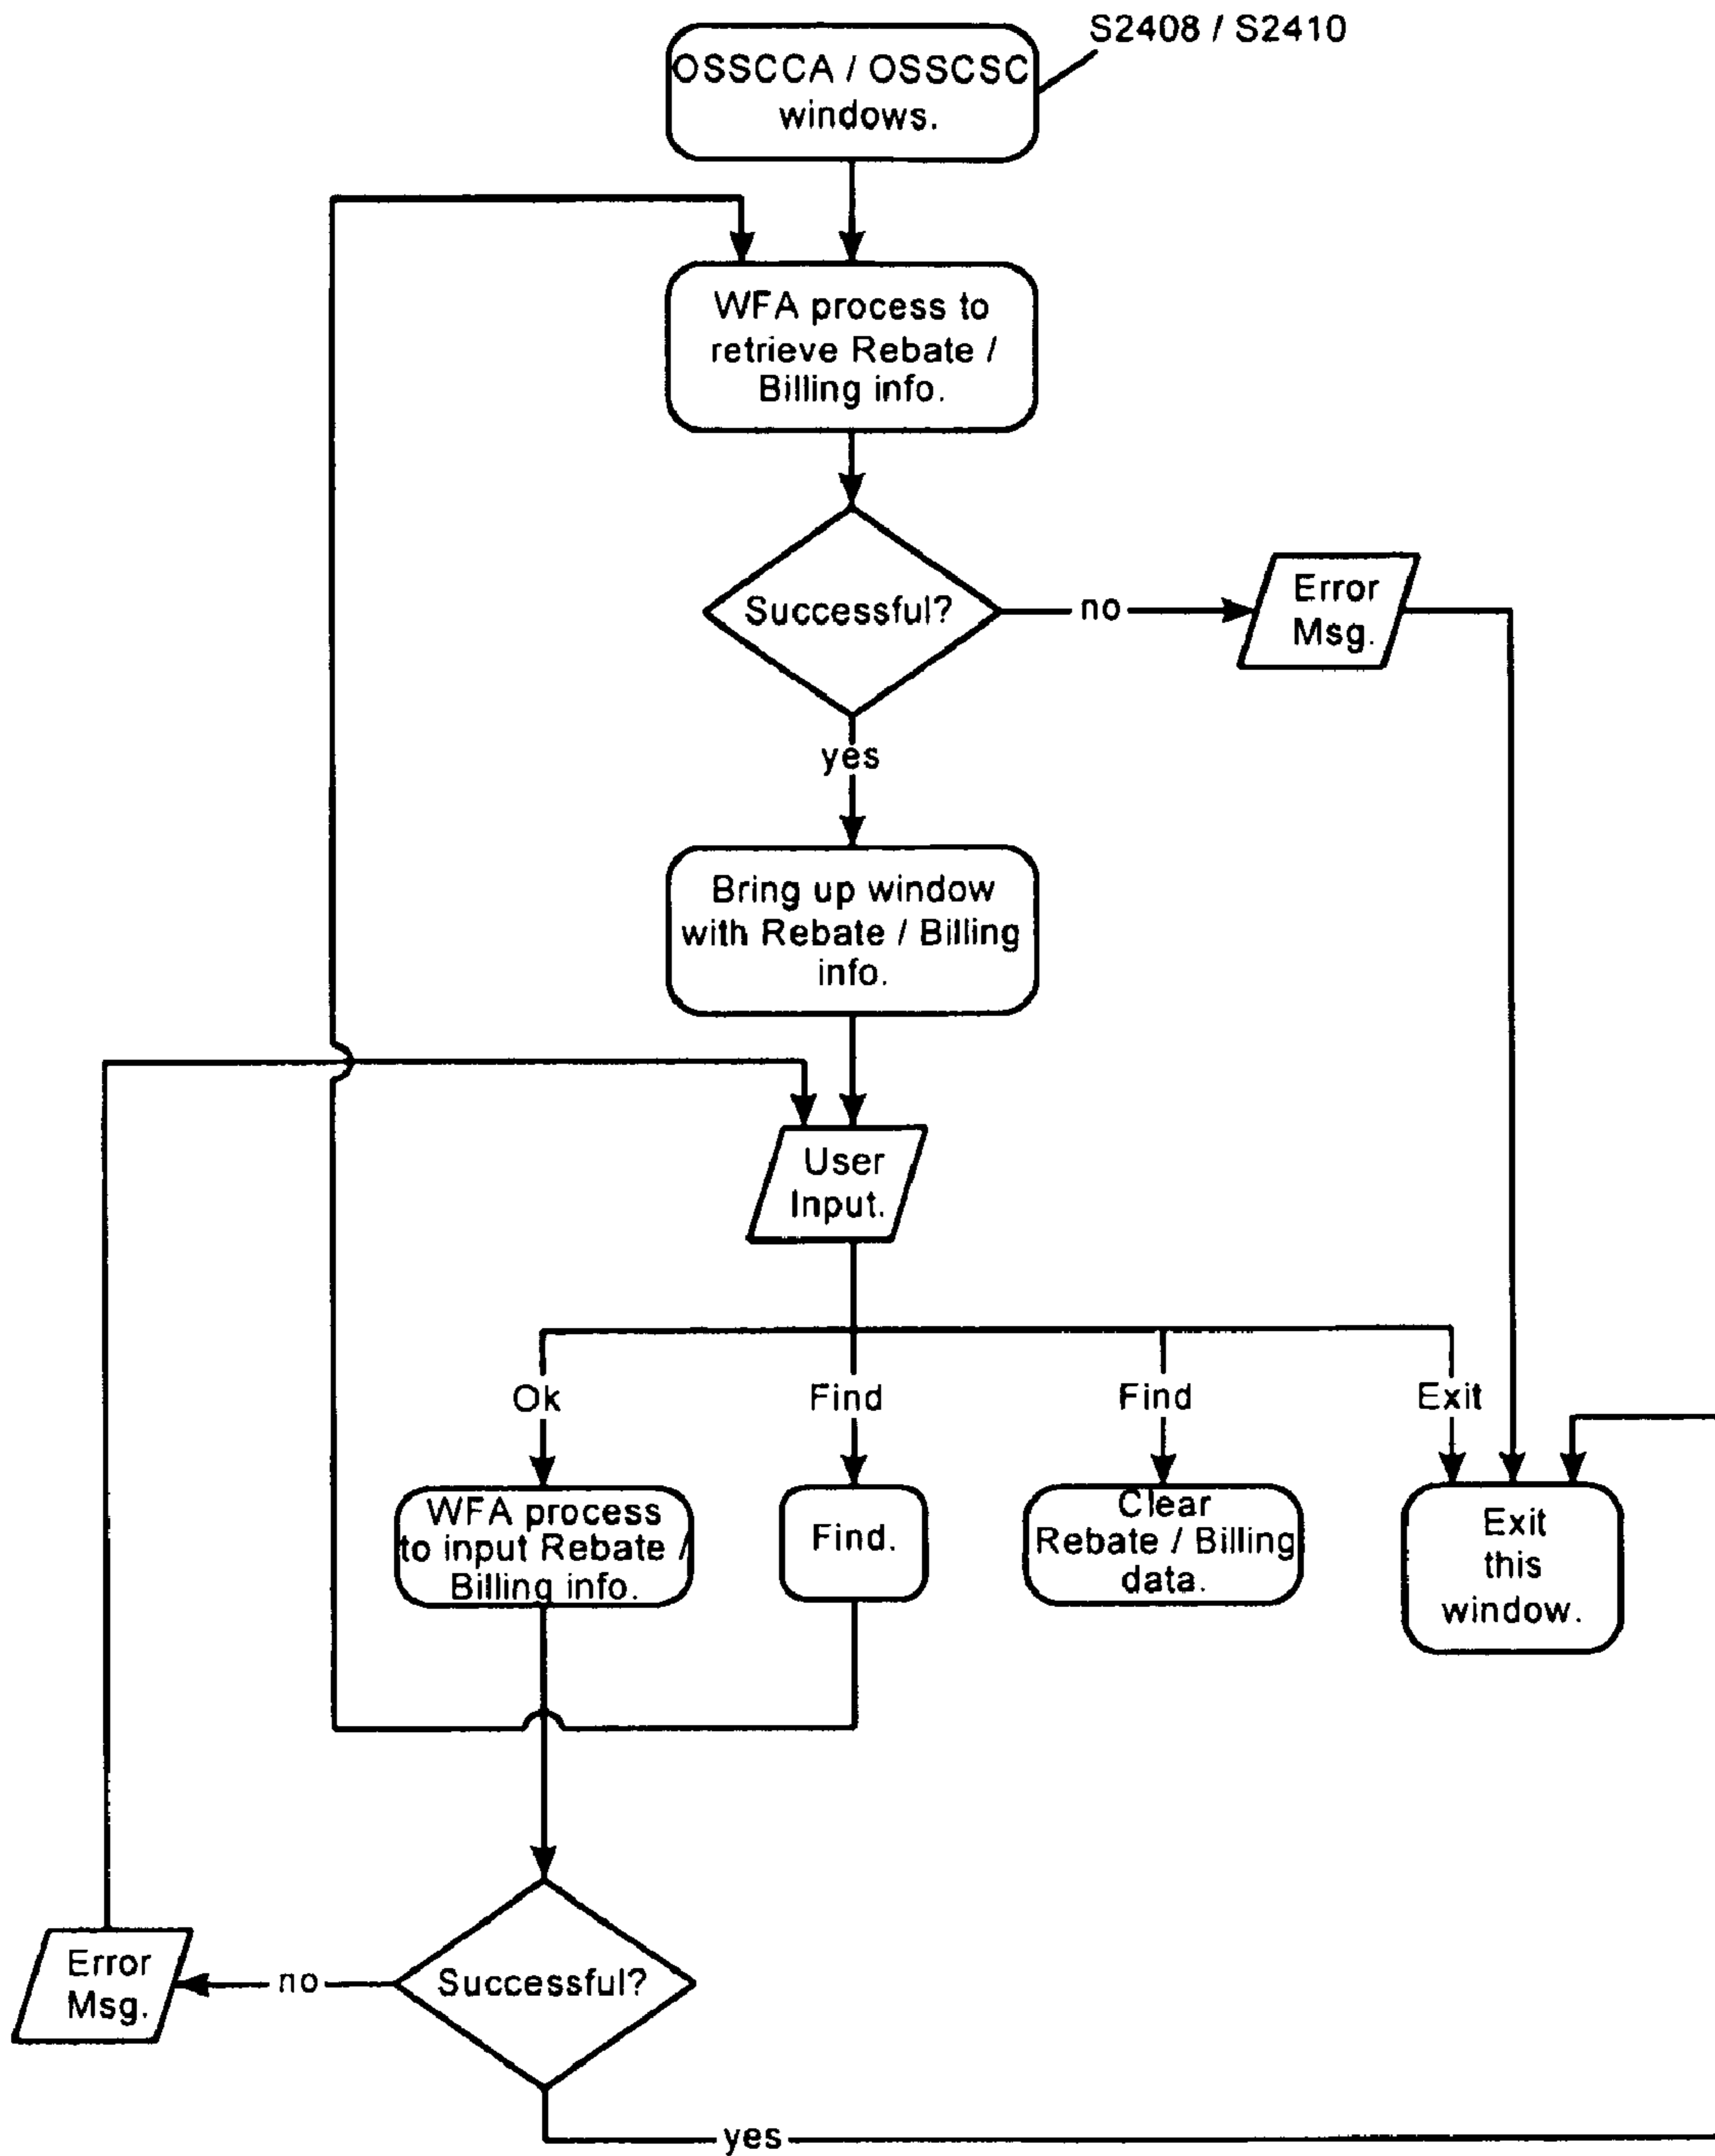 S2408 / S2410
OSSCCA / OSSCSC
windows.
WFA process to
retrieve Rebate /
Billing info.
Successful?
no
Error
Msg.
yes
Bring up window
with Rebate / Billing
info.
User
Input.
Ok
Find
Find
Exit
WFA process
to input Rebate /
Billing info.
Find.
Clear
Rebate / Billing
data.
Exit
this
window.
Error
Msg.
no
Successful?
yes